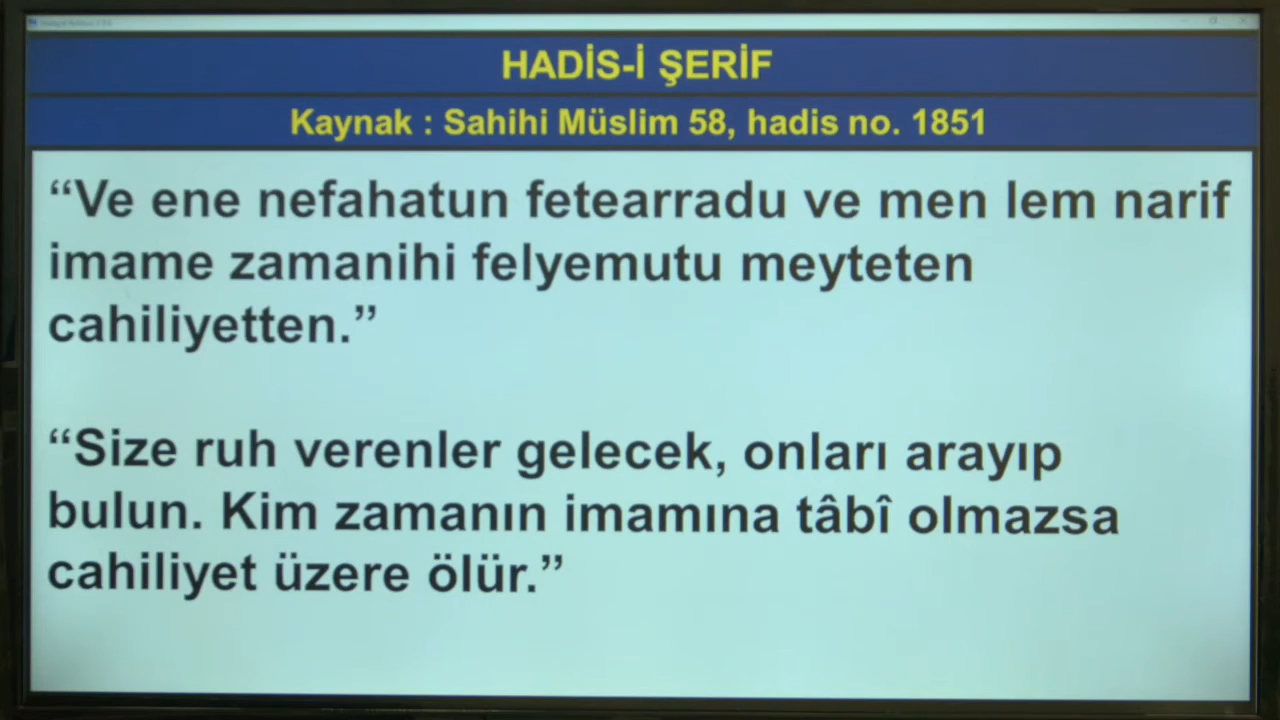 HADİS-İ ŞERİF
Kaynak : Sahihi Müslim 58, hadis no. 1851
“Ve ene nefahatun fetearradu ve men lem narif
imame zamanihi felyemutu meyteten
cahiliyetten.”
“Size ruh verenler gelecek, onları arayıp
bulun. Kim zamanın imamına tâbî olmazsa
cahiliyet üzere ölür.”